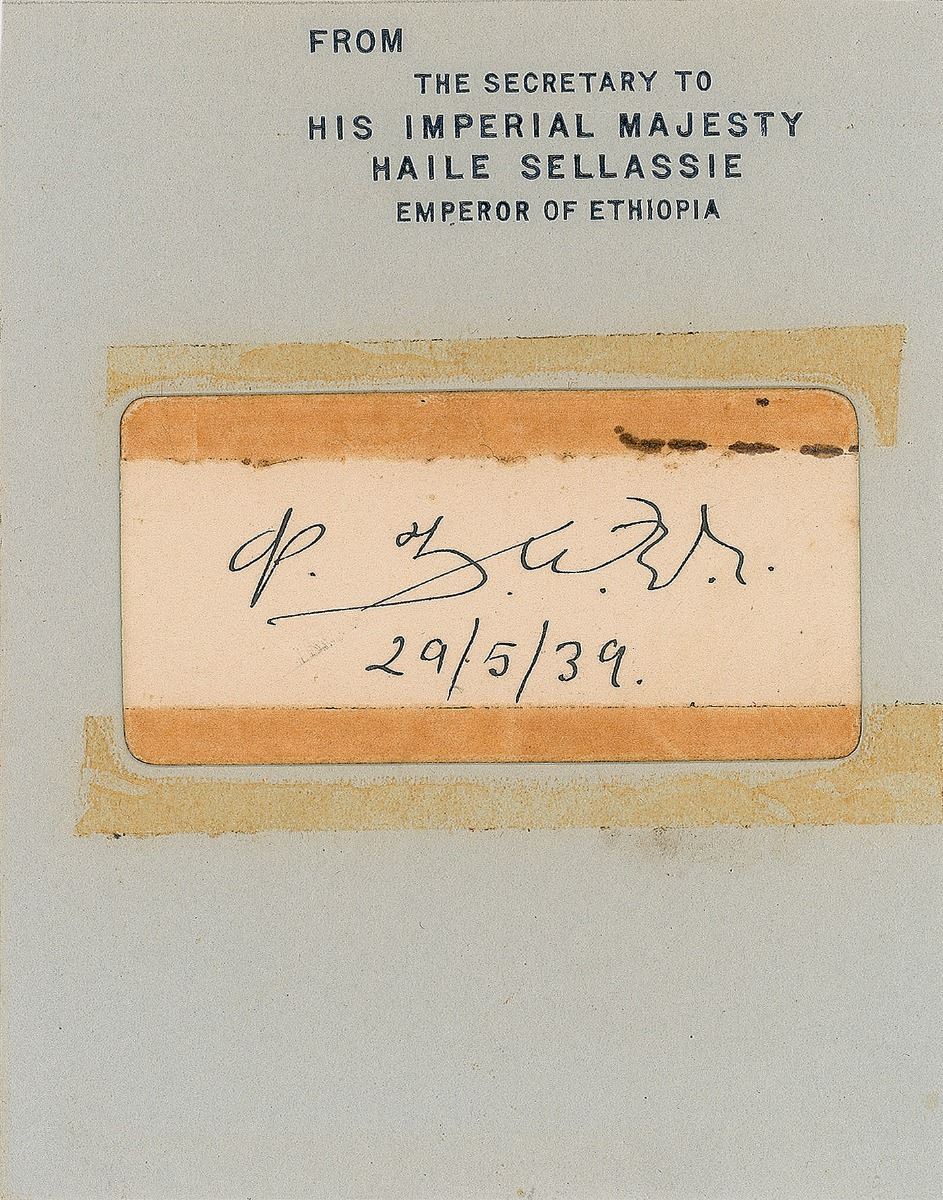 FROM
THE SECRETARY TO
HIS IMPERIAL MAJESTY
HAILE SELLASSIE
EMPEROR OF ETHIOPIA
29/5/39.